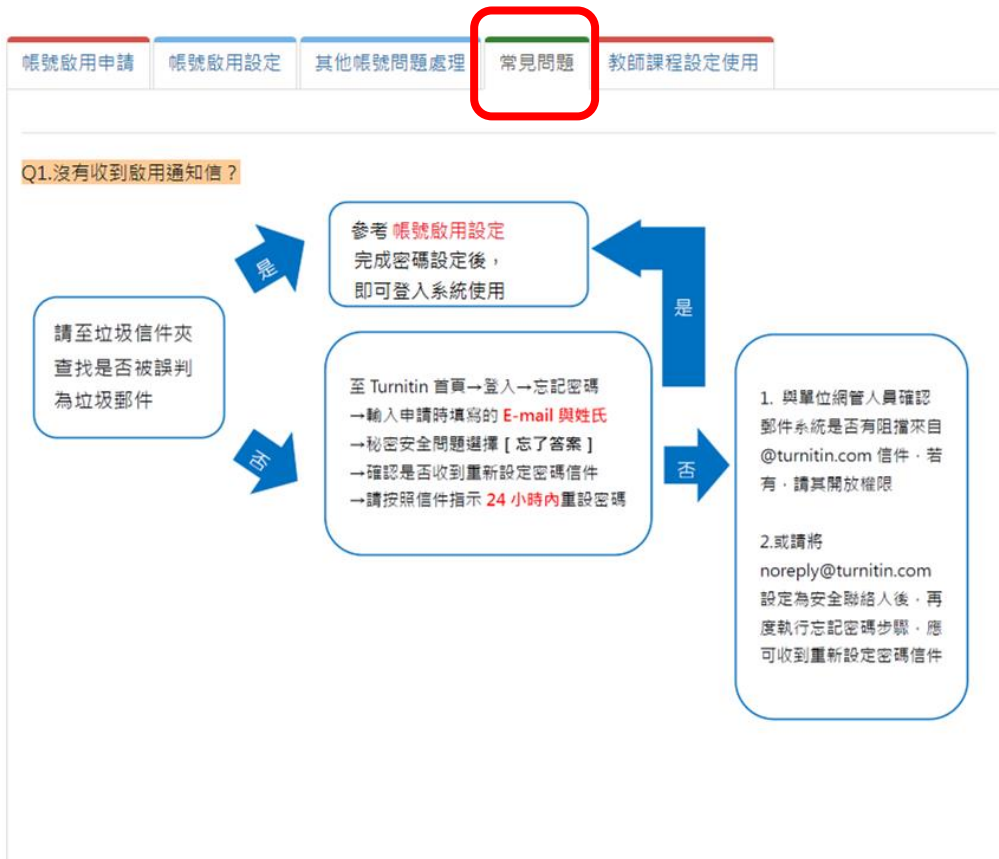 帳號啟用申請
帳號啟用設定
其他帳號問題處理
常見問題
教師課程設定使用
Q1.沒有收到啟用通知信？
是
參考 帳號啟用設定
完成密碼設定後，
即可登入系統使用
是
請至垃圾信件夾
查找是否被誤判
為垃圾郵件
否
至 Turnitin 首頁→登入→忘記密碼
→輸入申請時填寫的 E-mail 與姓氏
→秘密安全問題選擇 [ 忘了答案 ]
→確認是否收到重新設定密碼信件
→請按照信件指示 24 小時內重設密碼
否
1. 與單位網管人員確認
郵件系統是否有阻擋來自
@turnitin.com 信件，若
有，請其開放權限
2.或請將
noreply@turnitin.com
設定為安全聯絡人後，再
度執行忘記密碼步驟，應
可收到重新設定密碼信件